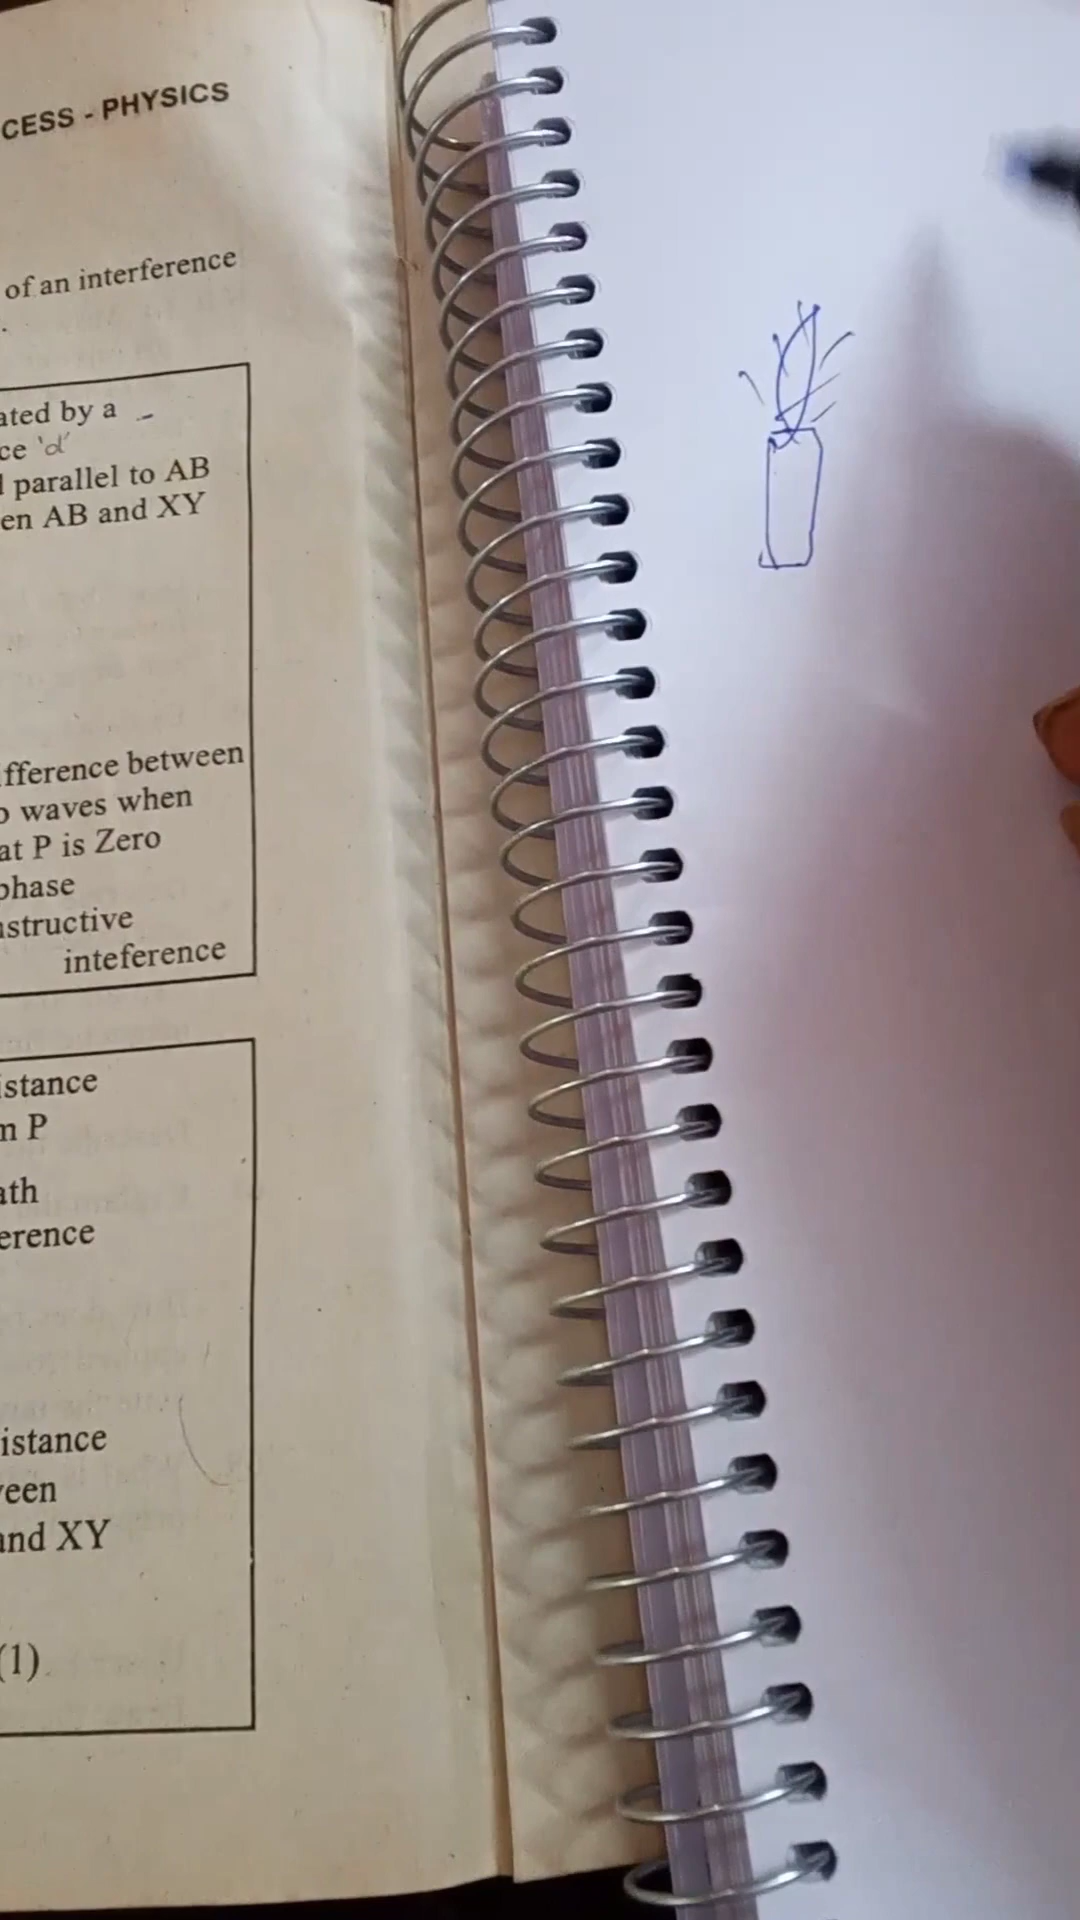 CESS - PHYSICS
of an interference
.
ated by a -
ce 'd'
parallel to AB
en AB and XY
fference between
waves when
at P is Zero
phase
nstructive
inteference
istance
m P
ath
erence
istance
een
and XY
(1)